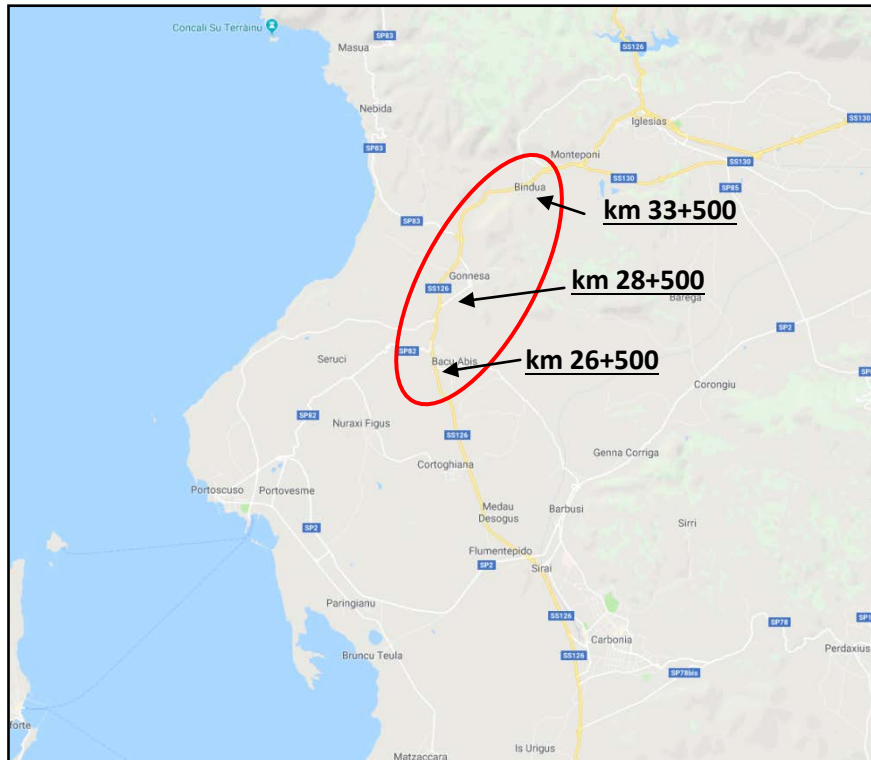 Concali Su Terràinu
SP83
Masua
SS126
Nebida
Iglesias
SS130
SP83
Monteponi
SS130
SS130
SP85
Bindua
km 33+500
SP83
Gonnesa
km 28+500
SS126
Barega
SP2
Seruci
SP82
Bacu Abis
km 26+500
Corongiu
SP82
Nuraxi Figus
SS126
Genna Corriga
Cortoghiana
Portoscuso
Portovesme
Medau
Desogus
Barbusi
Sirri
SP2
Flumentepido
SP2
Sirai
Paringianu
SS126
Carbonia
SP78
SP1
Bruncu Teula
SS126
SP78bis
Perdaxius
forte
Is Urigus
Matzaccara